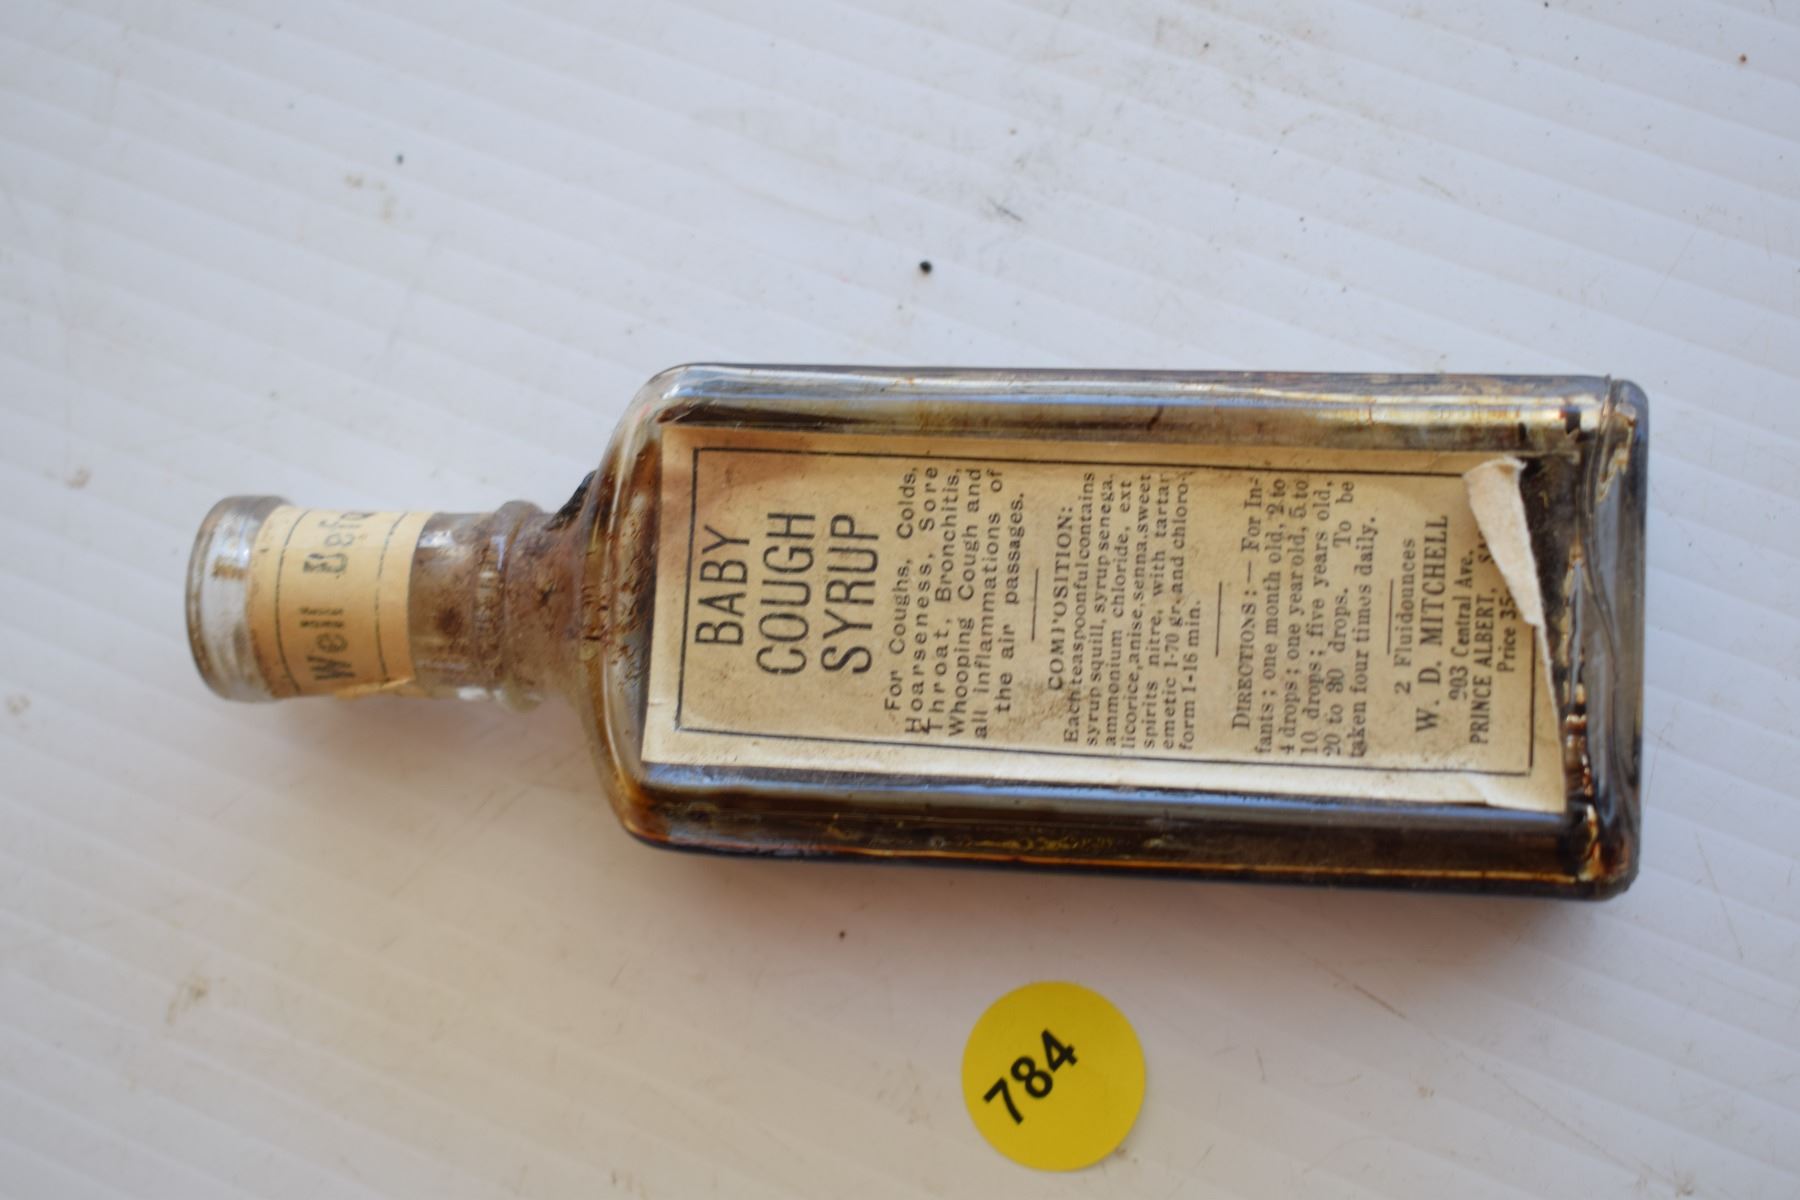 Well
BABY
COUGH
SYRUP
For Coughs, Colds,
Hoarseness, Sore
Throat, Bronchitis,
Whooping Cough and
all inflammations of
the air passages.
COMPOSITION:
Each teaspoonful contains
syrup squill, syrup senega,
ammonium chloride, ext
licorice, anise, senna, sweet
spirits nitre, with tartar
emetic 1-70 gr. and chloro-
form 1-16 min.
DIRECTIONS:— For In-
fants; one month old, 2 to
4 drops; one year old, 5 to
10 drops; five years old,
20 to 30 drops. To be
taken four times daily.
2 Fluidounces
W. D. MITCHELL
903 Central Ave.
PRINCE ALBERT,
Price 35
784